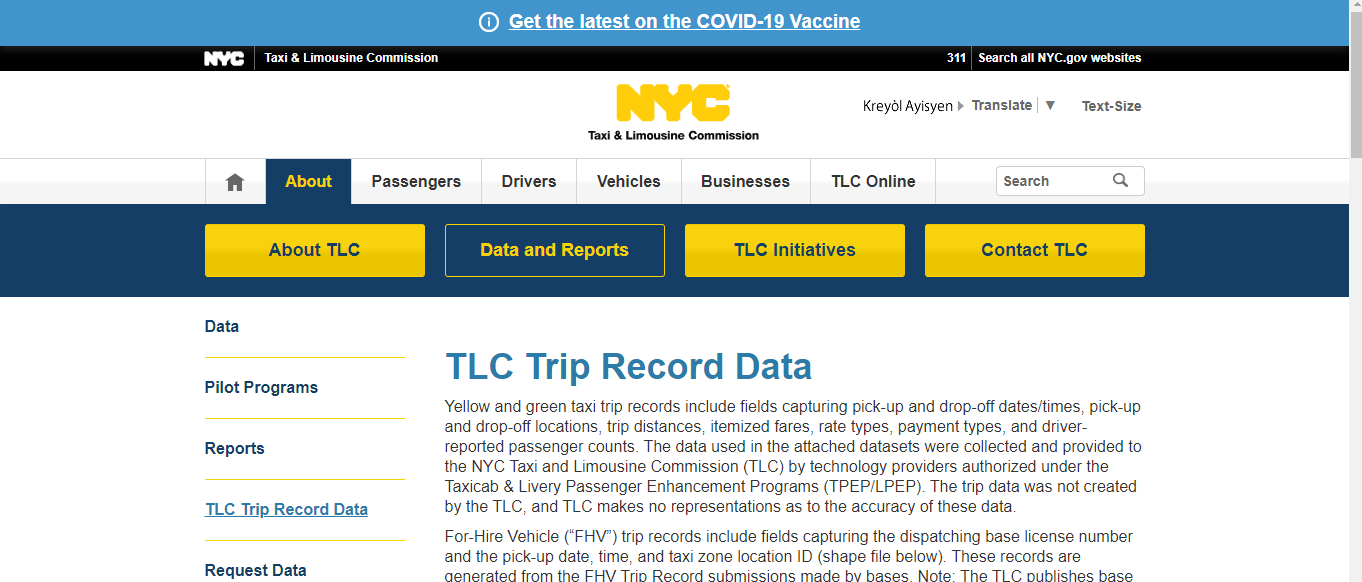 Get the latest on the COVID-19 Vaccine
NYC Taxi & Limousine Commission 311 Search all NYC.gov websites
NYC
Taxi & Limousine Commission
Kreyòl Ayisyen Translate ▼ Text-Size
About Passengers Drivers Vehicles Businesses TLC Online Search
About TLC Data and Reports TLC Initiatives Contact TLC
Data
Pilot Programs
Reports
TLC Trip Record Data
Request Data
TLC Trip Record Data
Yellow and green taxi trip records include fields capturing pick-up and drop-off dates/times, pick-up
and drop-off locations, trip distances, itemized fares, rate types, payment types, and driver-
reported passenger counts. The data used in the attached datasets were collected and provided to
the NYC Taxi and Limousine Commission (TLC) by technology providers authorized under the
Taxicab & Livery Passenger Enhancement Programs (TPEP/LPEP). The trip data was not created
by the TLC, and TLC makes no representations as to the accuracy of these data.
For-Hire Vehicle (“FHV”) trip records include fields capturing the dispatching base license number
and the pick-up date, time, and taxi zone location ID (shape file below). These records are
generated from the FHV Trip Record submissions made by bases. Note: The TLC publishes base